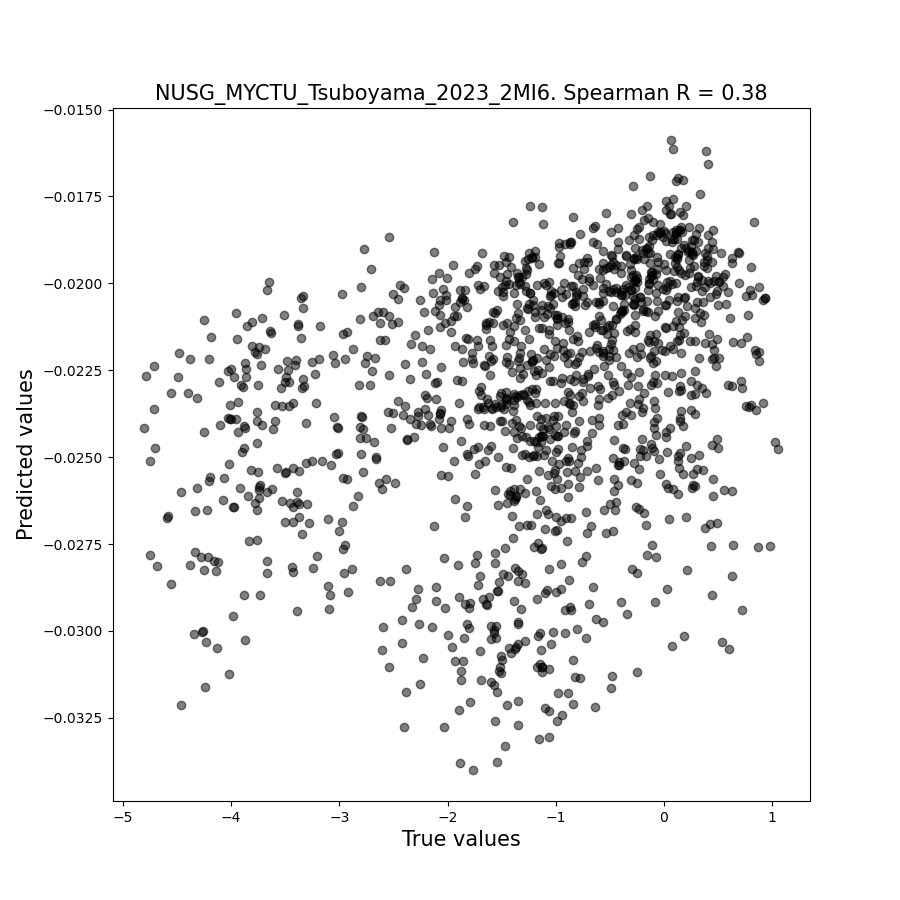 NUSG_MYCTU_Tsuboyama_2023_2MI6. Spearman R = 0.38
−0.0150
−0.0175
−0.0200
−0.0225
−0.0250
−0.0275
−0.0300
−0.0325
Predicted values
−5 −4 −3 −2 −1 0 1
True values